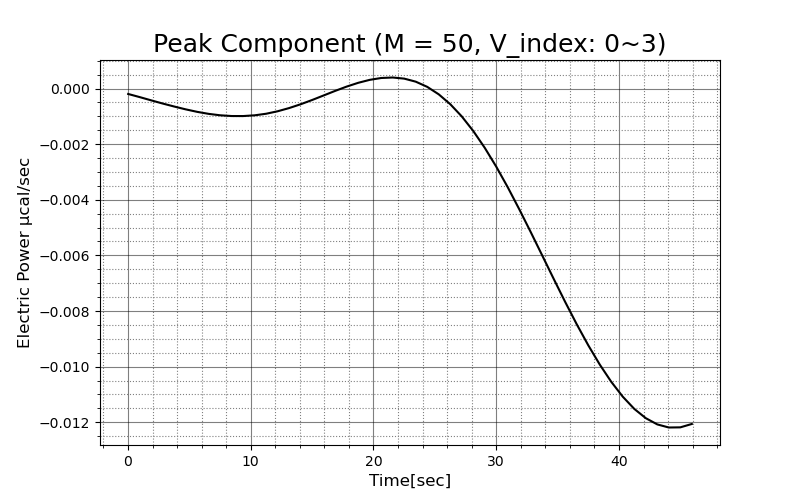 Peak Component (M = 50, V_index: 0~3)
Electric Power μcal/sec
0.000
−0.002
−0.004
−0.006
−0.008
−0.010
−0.012
0 10 20 30 40
Time[sec]